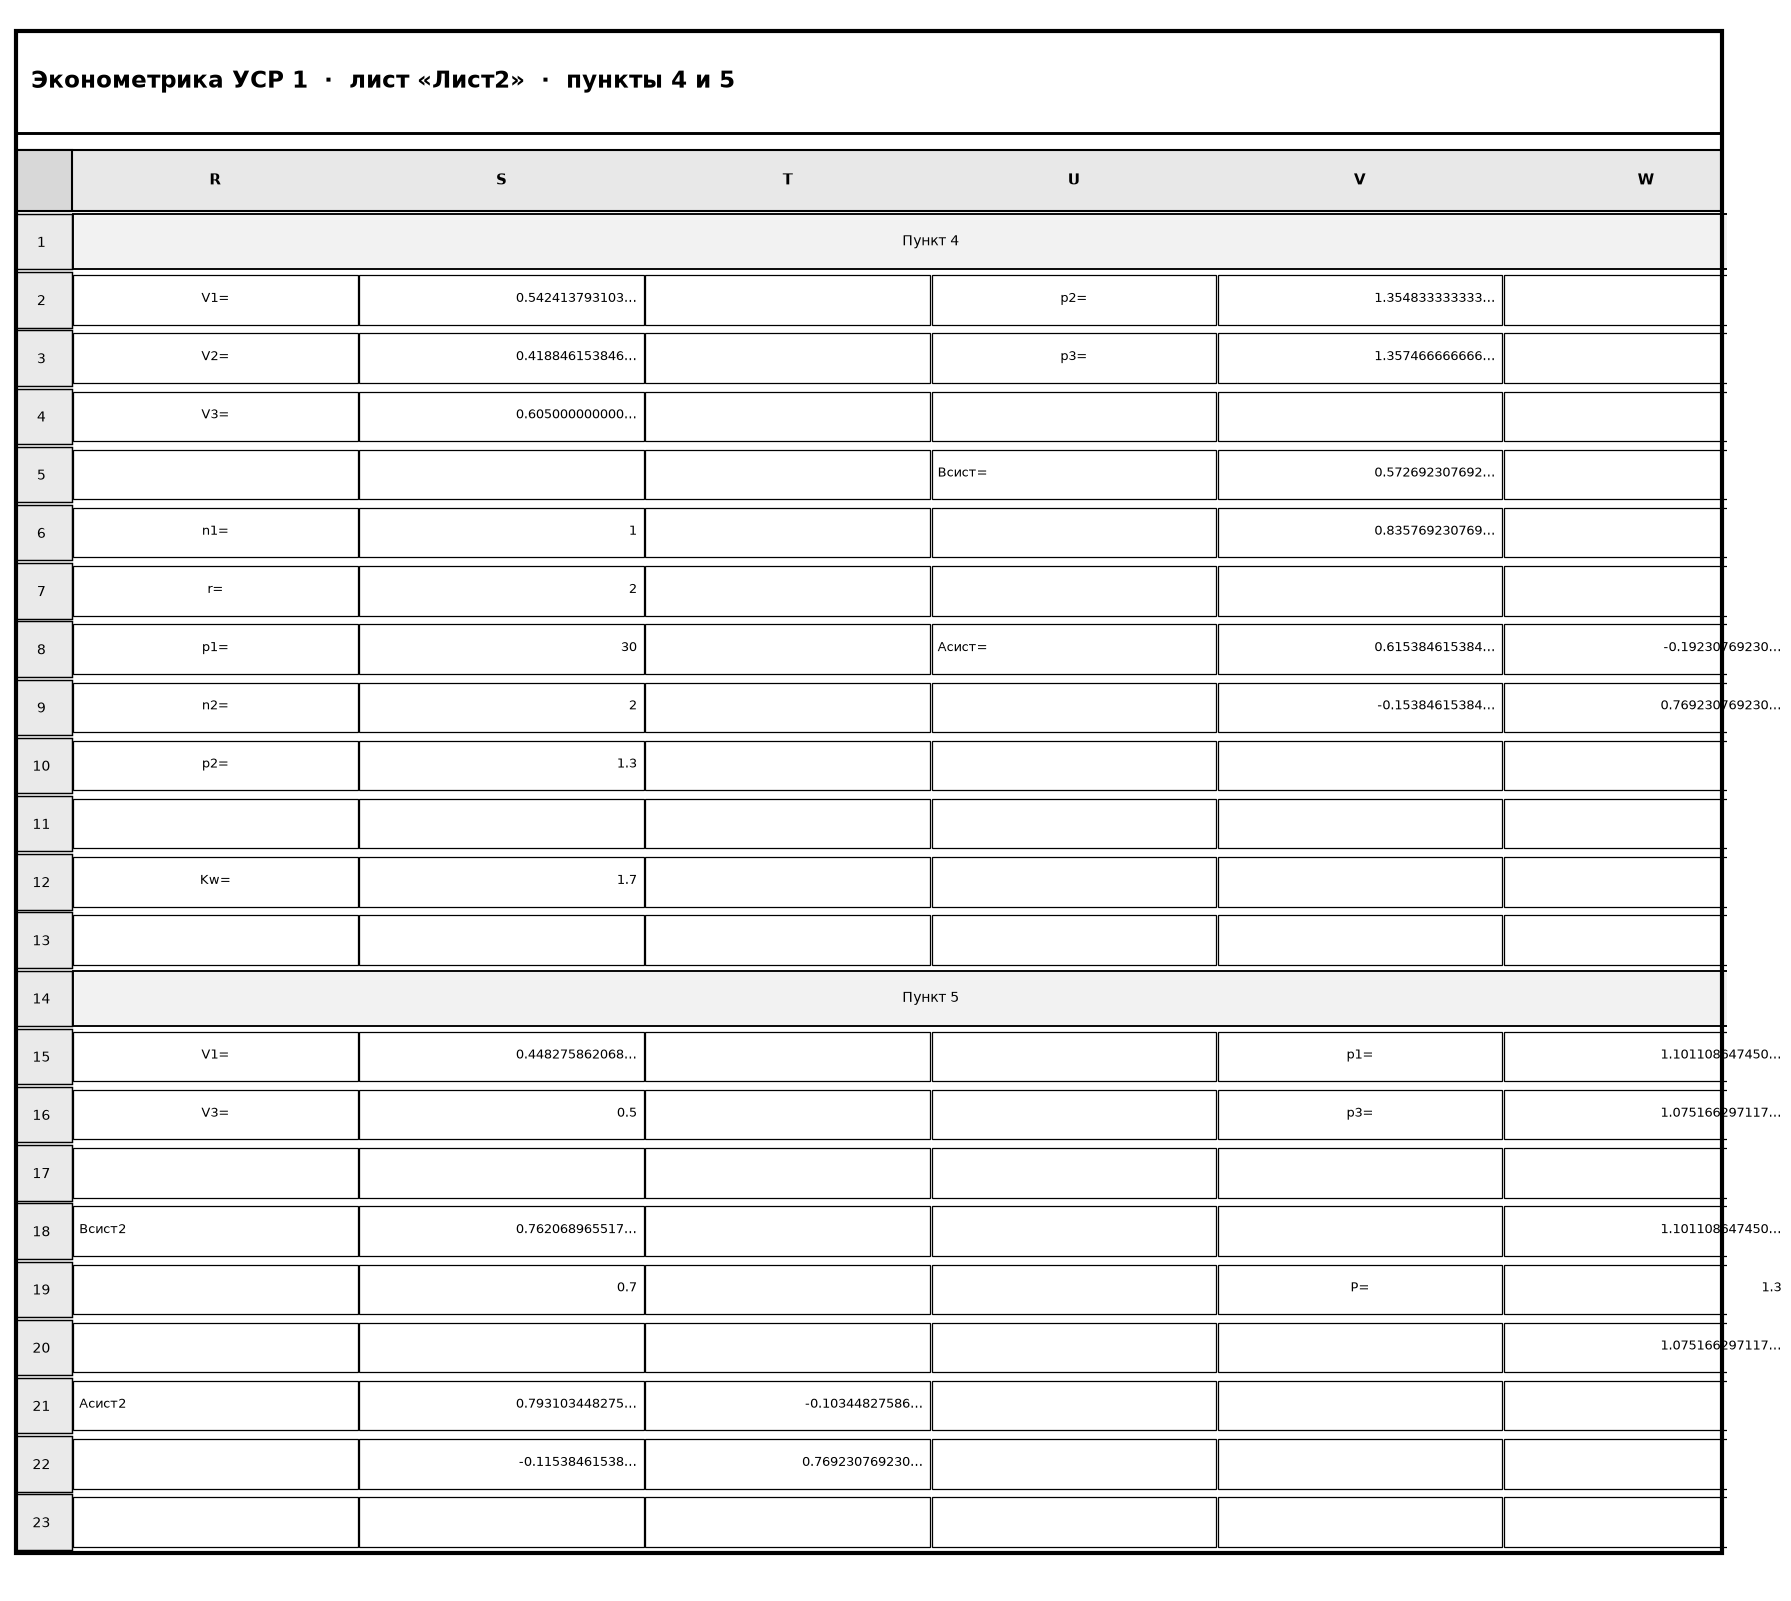 Эконометрика УСР 1 · лист «Лист2» · пункты 4 и 5
R S T U V W
1 Пункт 4
2 V1= 0.542413793103… p2= 1.354833333333…
3 V2= 0.418846153846… p3= 1.357466666666…
4 V3= 0.605000000000…
5 Bсист= 0.572692307692…
6 n1= 1 0.835769230769…
7 r= 2
8 p1= 30 Aсист= 0.615384615384… -0.19230769230…
9 n2= 2 -0.15384615384… 0.769230769230…
10 p2= 1.3
11
12 Kw= 1.7
13
14 Пункт 5
15 V1= 0.448275862068… p1= 1.101108647450…
16 V3= 0.5 p3= 1.075166297117…
17
18 Bсист2 0.762068965517… 1.101108647450…
19 0.7 P= 1.3
20 1.075166297117…
21 Aсист2 0.793103448275… -0.10344827586…
22 -0.11538461538… 0.769230769230…
23